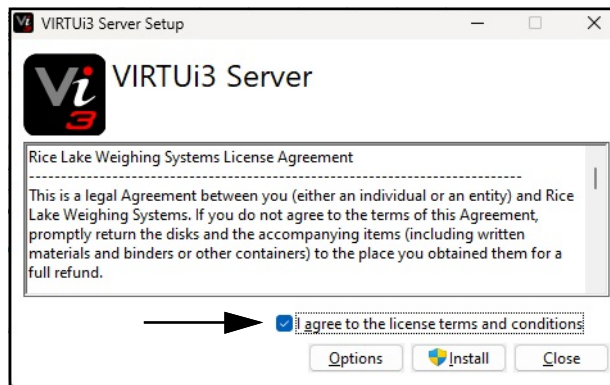 Vi VIRTUi3 Server Setup
Vi
3
VIRTUi3 Server
Rice Lake Weighing Systems License Agreement
-------------------------------------------------------------------------------
This is a legal Agreement between you (either an individual or an entity) and Rice
Lake Weighing Systems. If you do not agree to the terms of this Agreement,
promptly return the disks and the accompanying items (including written
materials and binders or other containers) to the place you obtained them for a
full refund.
I agree to the license terms and conditions
Options Install Close